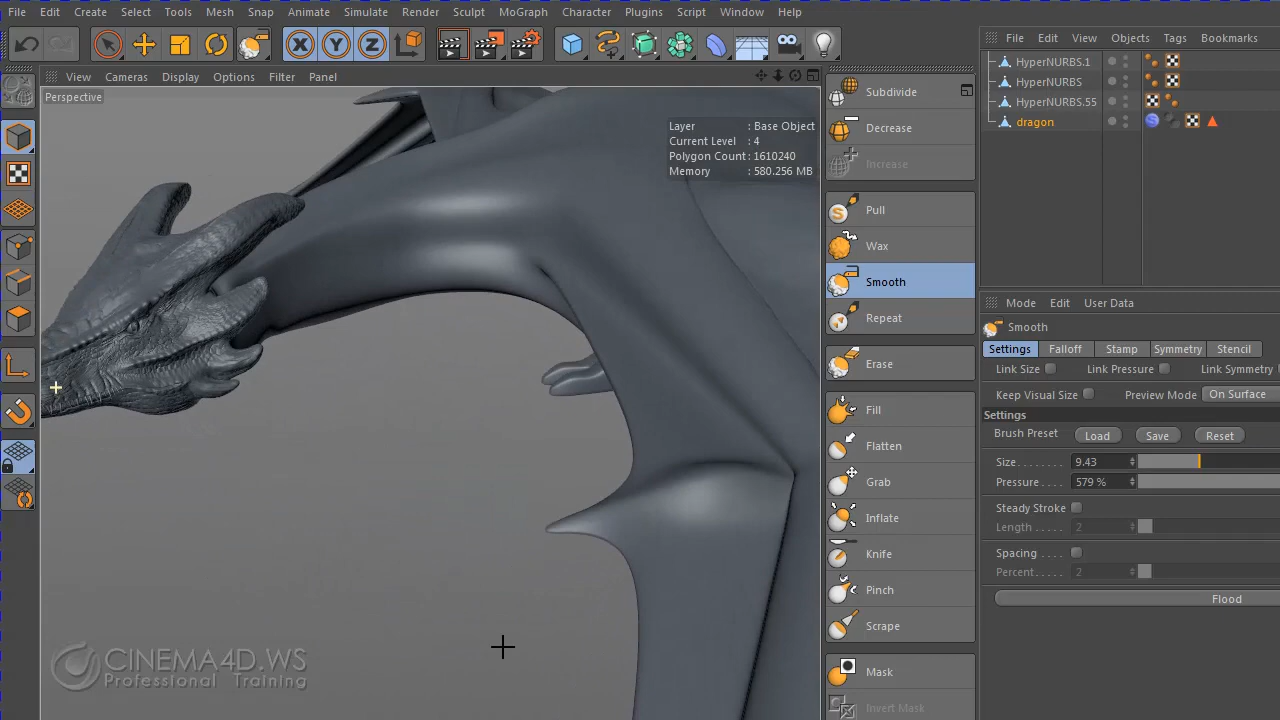 File Edit Create Select Tools Mesh Snap Animate Simulate Render Sculpt MoGraph Character Plugins Script Window Help
X Y Z
File Edit View Objects Tags Bookmarks
View Cameras Display Options Filter Panel
Perspective
Layer : Base Object
Current Level : 4
Polygon Count : 1610240
Memory : 580.256 MB
Subdivide
Decrease
Increase
Pull
Wax
Smooth
Repeat
Erase
Fill
Flatten
Grab
Inflate
Knife
Pinch
Scrape
Mask
Invert Mask
HyperNURBS.1
HyperNURBS
HyperNURBS.55
dragon
Mode Edit User Data
Smooth
Settings Falloff Stamp Symmetry Stencil
Link Size Link Pressure Link Symmetry
Keep Visual Size Preview Mode On Surface
Settings
Brush Preset Load Save Reset
Size........ 9.43
Pressure.... 579 %
Steady Stroke
Length..... 2
Spacing....
Percent.... 2
Flood
CINEMA4D.WS
Professional Training